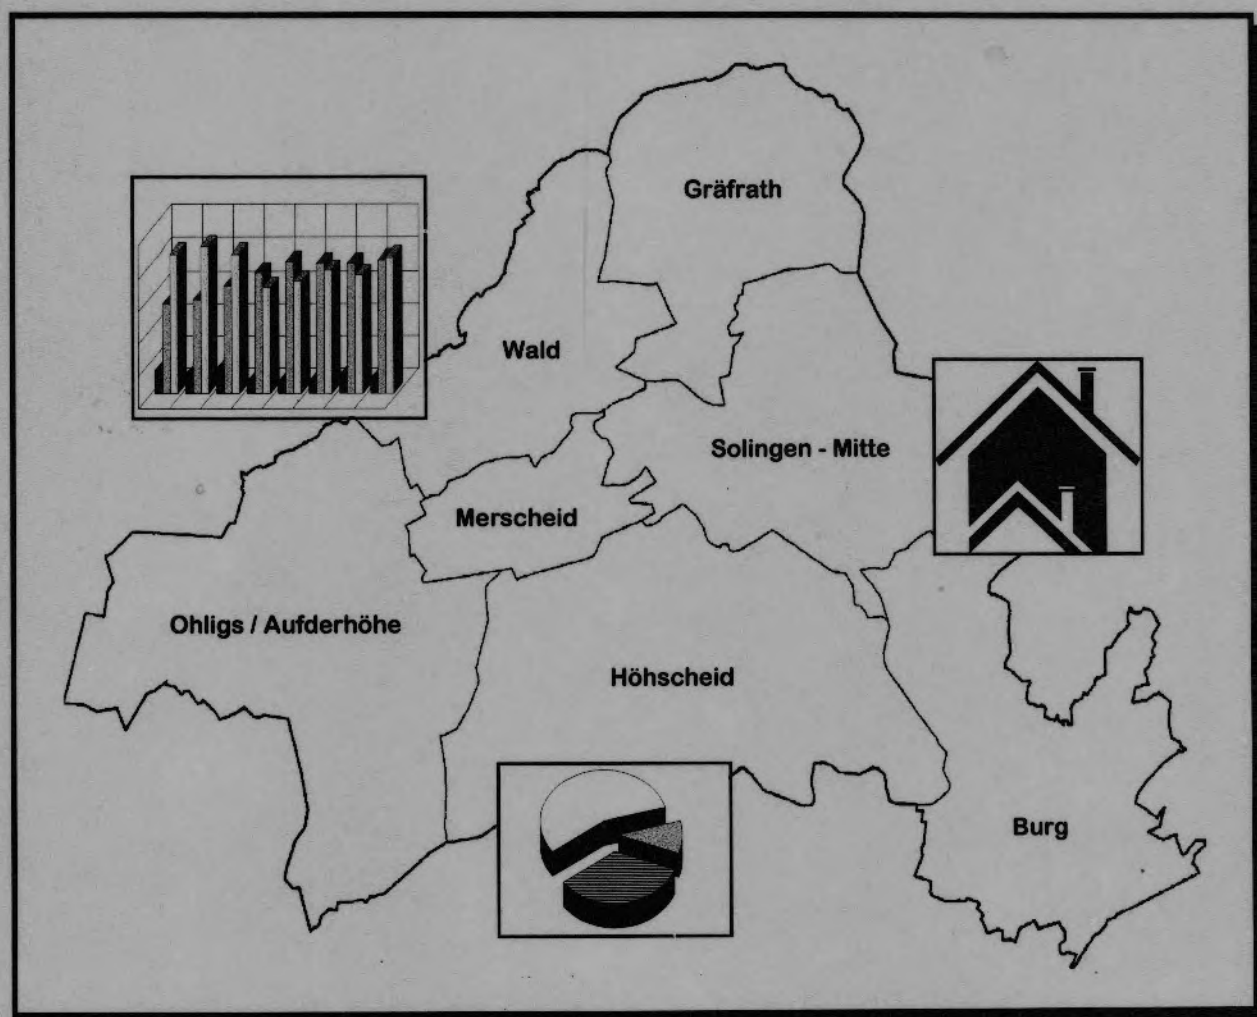 Gräfrath
Wald
Solingen - Mitte
Merscheid
Ohligs / Aufderhöhe
Höhscheid
Burg